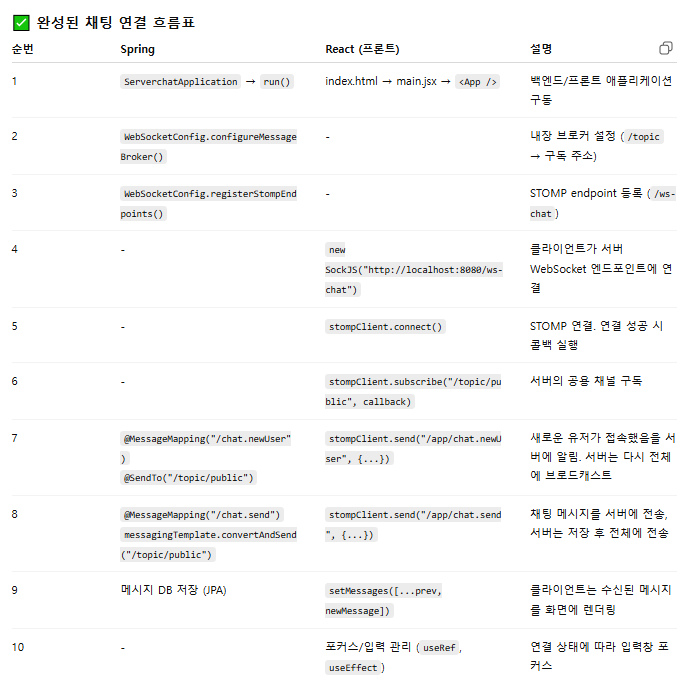 ✅ 완성된 채팅 연결 흐름표
순번 Spring React (프론트) 설명
1 ServerchatApplication → run() index.html → main.jsx → <App /> 백엔드/프론트 애플리케이션
구동
2 WebSocketConfig.configureMessage - 내장 브로커 설정 ( /topic
Broker() → 구독 주소)
3 WebSocketConfig.registerStompEnd - STOMP endpoint 등록 ( /ws-
points() chat )
4 - new 클라이언트가 서버
SockJS("http://localhost:8080/ws- WebSocket 엔드포인트에 연
chat") 결
5 - stompClient.connect() STOMP 연결. 연결 성공 시
콜백 실행
6 - stompClient.subscribe("/topic/pu 서버의 공용 채널 구독
blic", callback)
7 @MessageMapping("/chat.newUser" stompClient.send("/app/chat.newU 새로운 유저가 접속했음을 서
) ser", {...}) 버에 알림. 서버는 다시 전체
@SendTo("/topic/public") 에 브로드캐스트
8 @MessageMapping("/chat.send") stompClient.send("/app/chat.send 채팅 메시지를 서버에 전송,
messagingTemplate.convertAndSend ", {...}) 서버는 저장 후 전체에 전송
("/topic/public")
9 메시지 DB 저장 (JPA) setMessages([...prev, 클라이언트는 수신된 메시지
newMessage]) 를 화면에 렌더링
10 - 포커스/입력 관리 ( useRef , 연결 상태에 따라 입력창 포
useEffect ) 커스